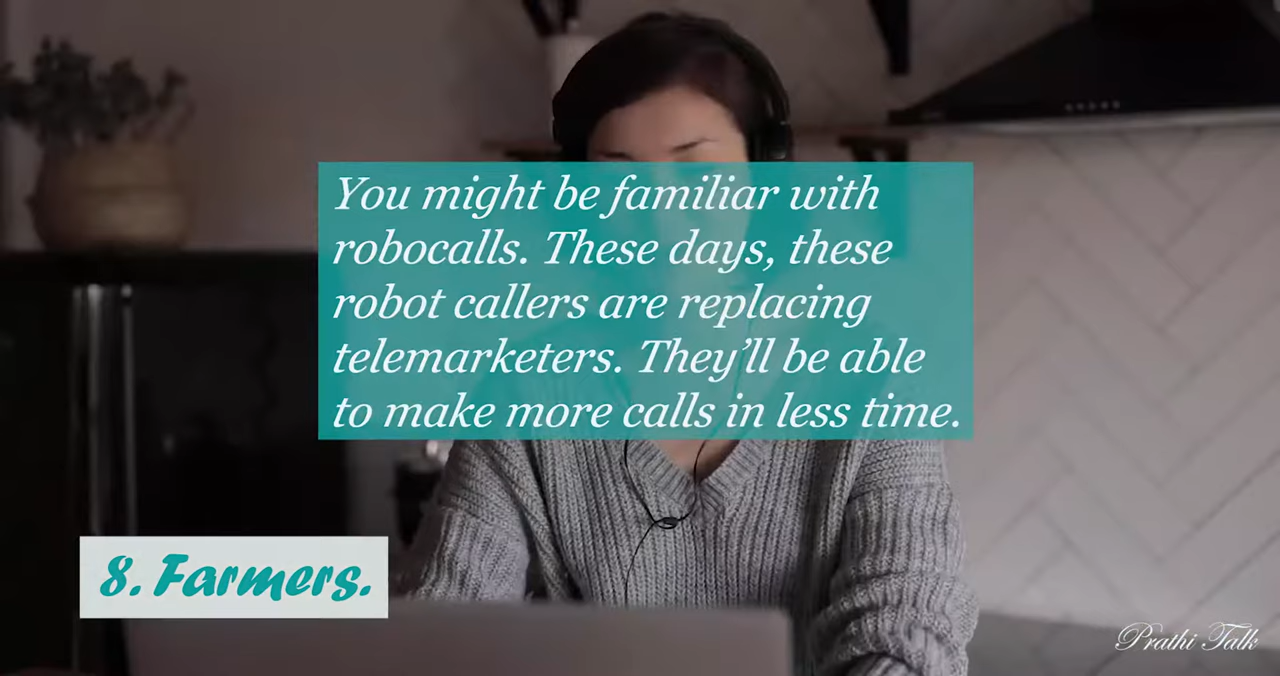 You might be familiar with
robocalls. These days, these
robot callers are replacing
telemarketers. They’ll be able
to make more calls in less time.
8. Farmers.
Prathi Talk